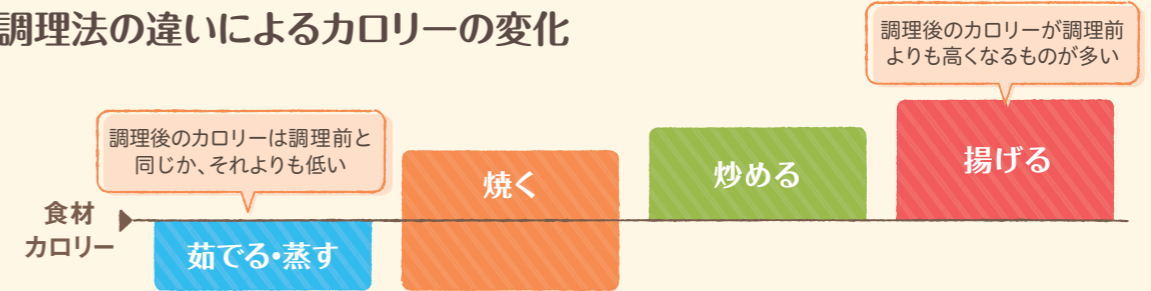 調理法の違いによるカロリーの変化
調理後のカロリーが調理前
よりも高くなるものが多い
調理後のカロリーは調理前と
同じか、それよりも低い
焼く
炒める
揚げる
食材
カロリー
茹でる・蒸す